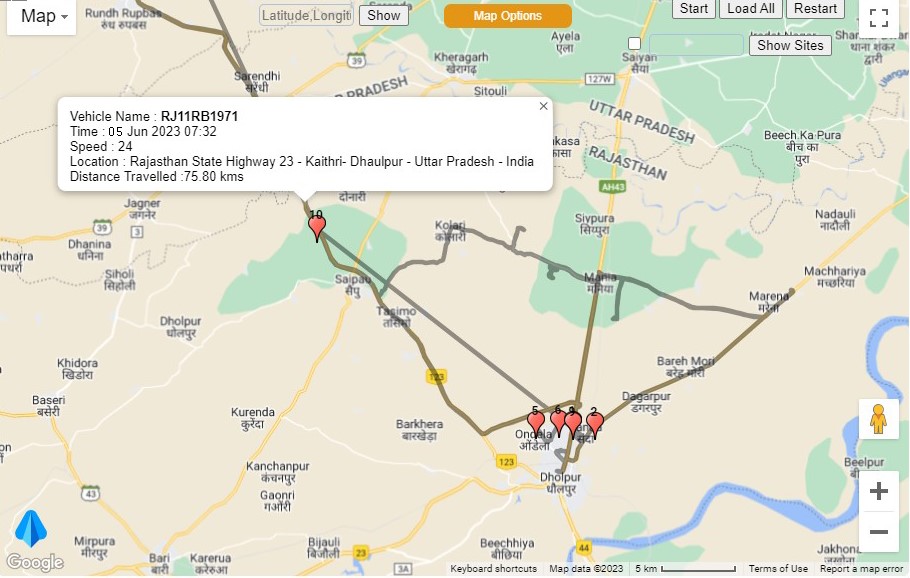 Map
Rundh Rupbas
रुंध रुपबस
Latitude,Longiti
Show
Map Options
Start
Load All
Restart
Show Sites
Ayela
एला
Saiyan
सैयां
Kheragarh
खेरागढ़
39
Sarendhi
सरेंधी
127W
Sitouli
UTTAR PRADESH
RAJASTHAN
Beech Ka Pura
बीच का
पुरा
AH43
Vehicle Name : RJ11RB1971
Time : 05 Jun 2023 07:32
Speed : 24
Location : Rajasthan State Highway 23 - Kaithri- Dhaulpur - Uttar Pradesh - India
Distance Travelled :75.80 kms
दोनारी
Jagner
जगनेर
39
3
10
Kolari
कोलारी
Sivpura
सिय्पुरा
Nadauli
नादौली
Dhanina
धनिना
Siholi
सिहोली
Saipau
सैपु
Mania
मनिया
Machhariya
मच्छरिया
Marena
मरेना
Tasimo
तसिमो
Dholpur
धोलपुर
Khidora
खिडोरा
Bareh Mori
बरेह मोरी
123
Dagarpur
डगरपुर
Baseri
बसेरी
Kurenda
कुरेंदा
Barkhera
बारखेड़ा
5
6
9
2
Ondela
ओंडेला
123
Dholpur
धौलपुर
Kanchanpur
कंचनपुर
Gaonri
गऔरी
43
Beelpur
Mirpura
मीरपुरा
Bari
बारी
Karerua
करेरुआ
Bijauli
बिजौली
23
3A
Beechhiya
बीछिया
44
Jakhona
Google
Keyboard shortcuts
Map data ©2023
5 km
Terms of Use
Report a map error